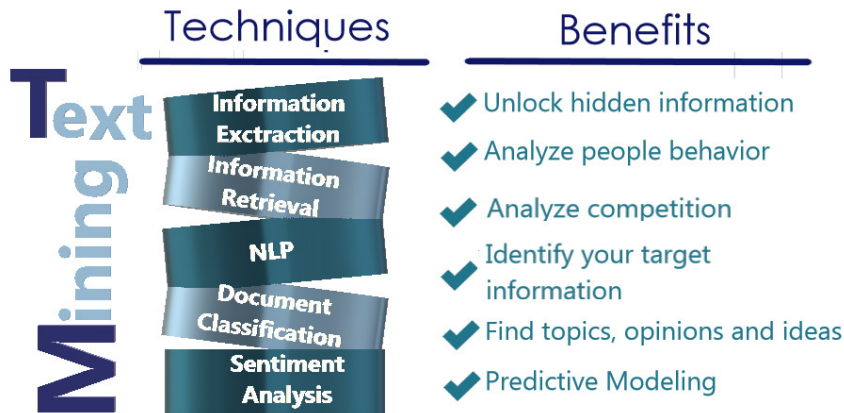 Text
Mining
Techniques
Information
Exctraction
Information
Retrieval
NLP
Document
Classification
Sentiment
Analysis
Benefits
Unlock hidden information
Analyze people behavior
Analyze competition
Identify your target
information
Find topics, opinions and ideas
Predictive Modeling